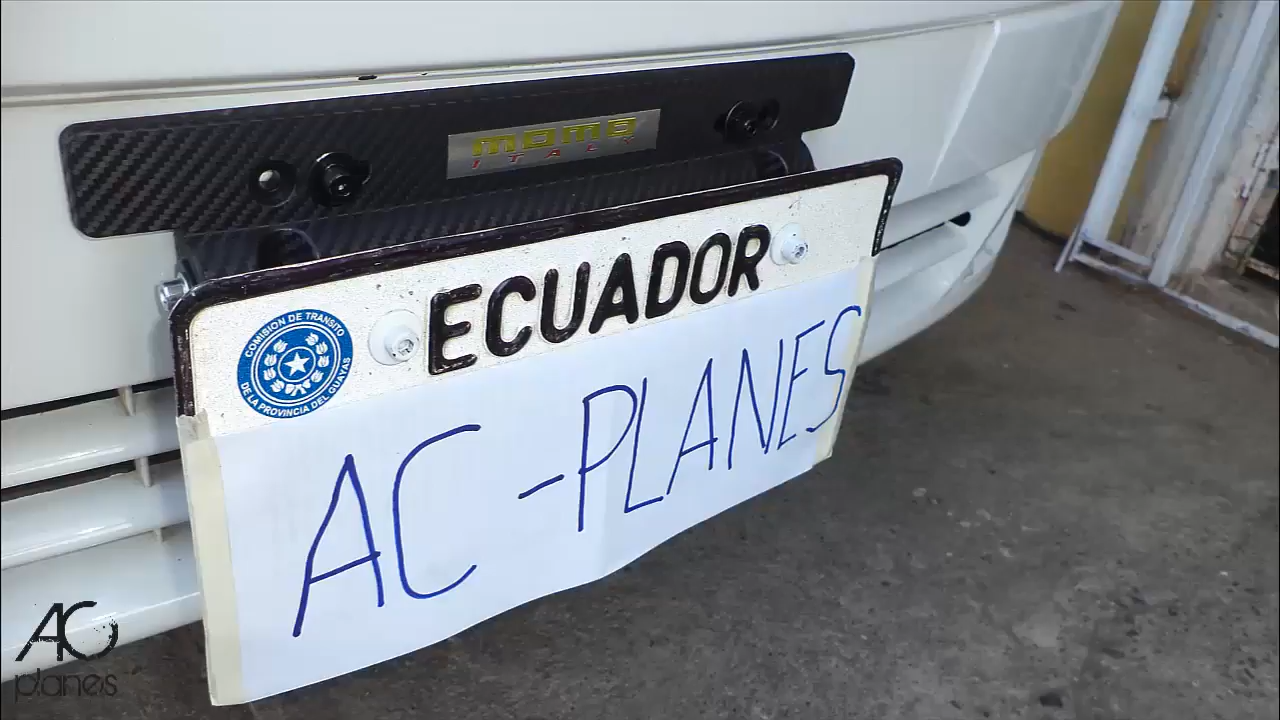 momo
ITALY
ECUADOR
COMISION DE TRANSITO
DE LA PROVINCIA DEL GUAYAS
AC-PLANES
AC
planes